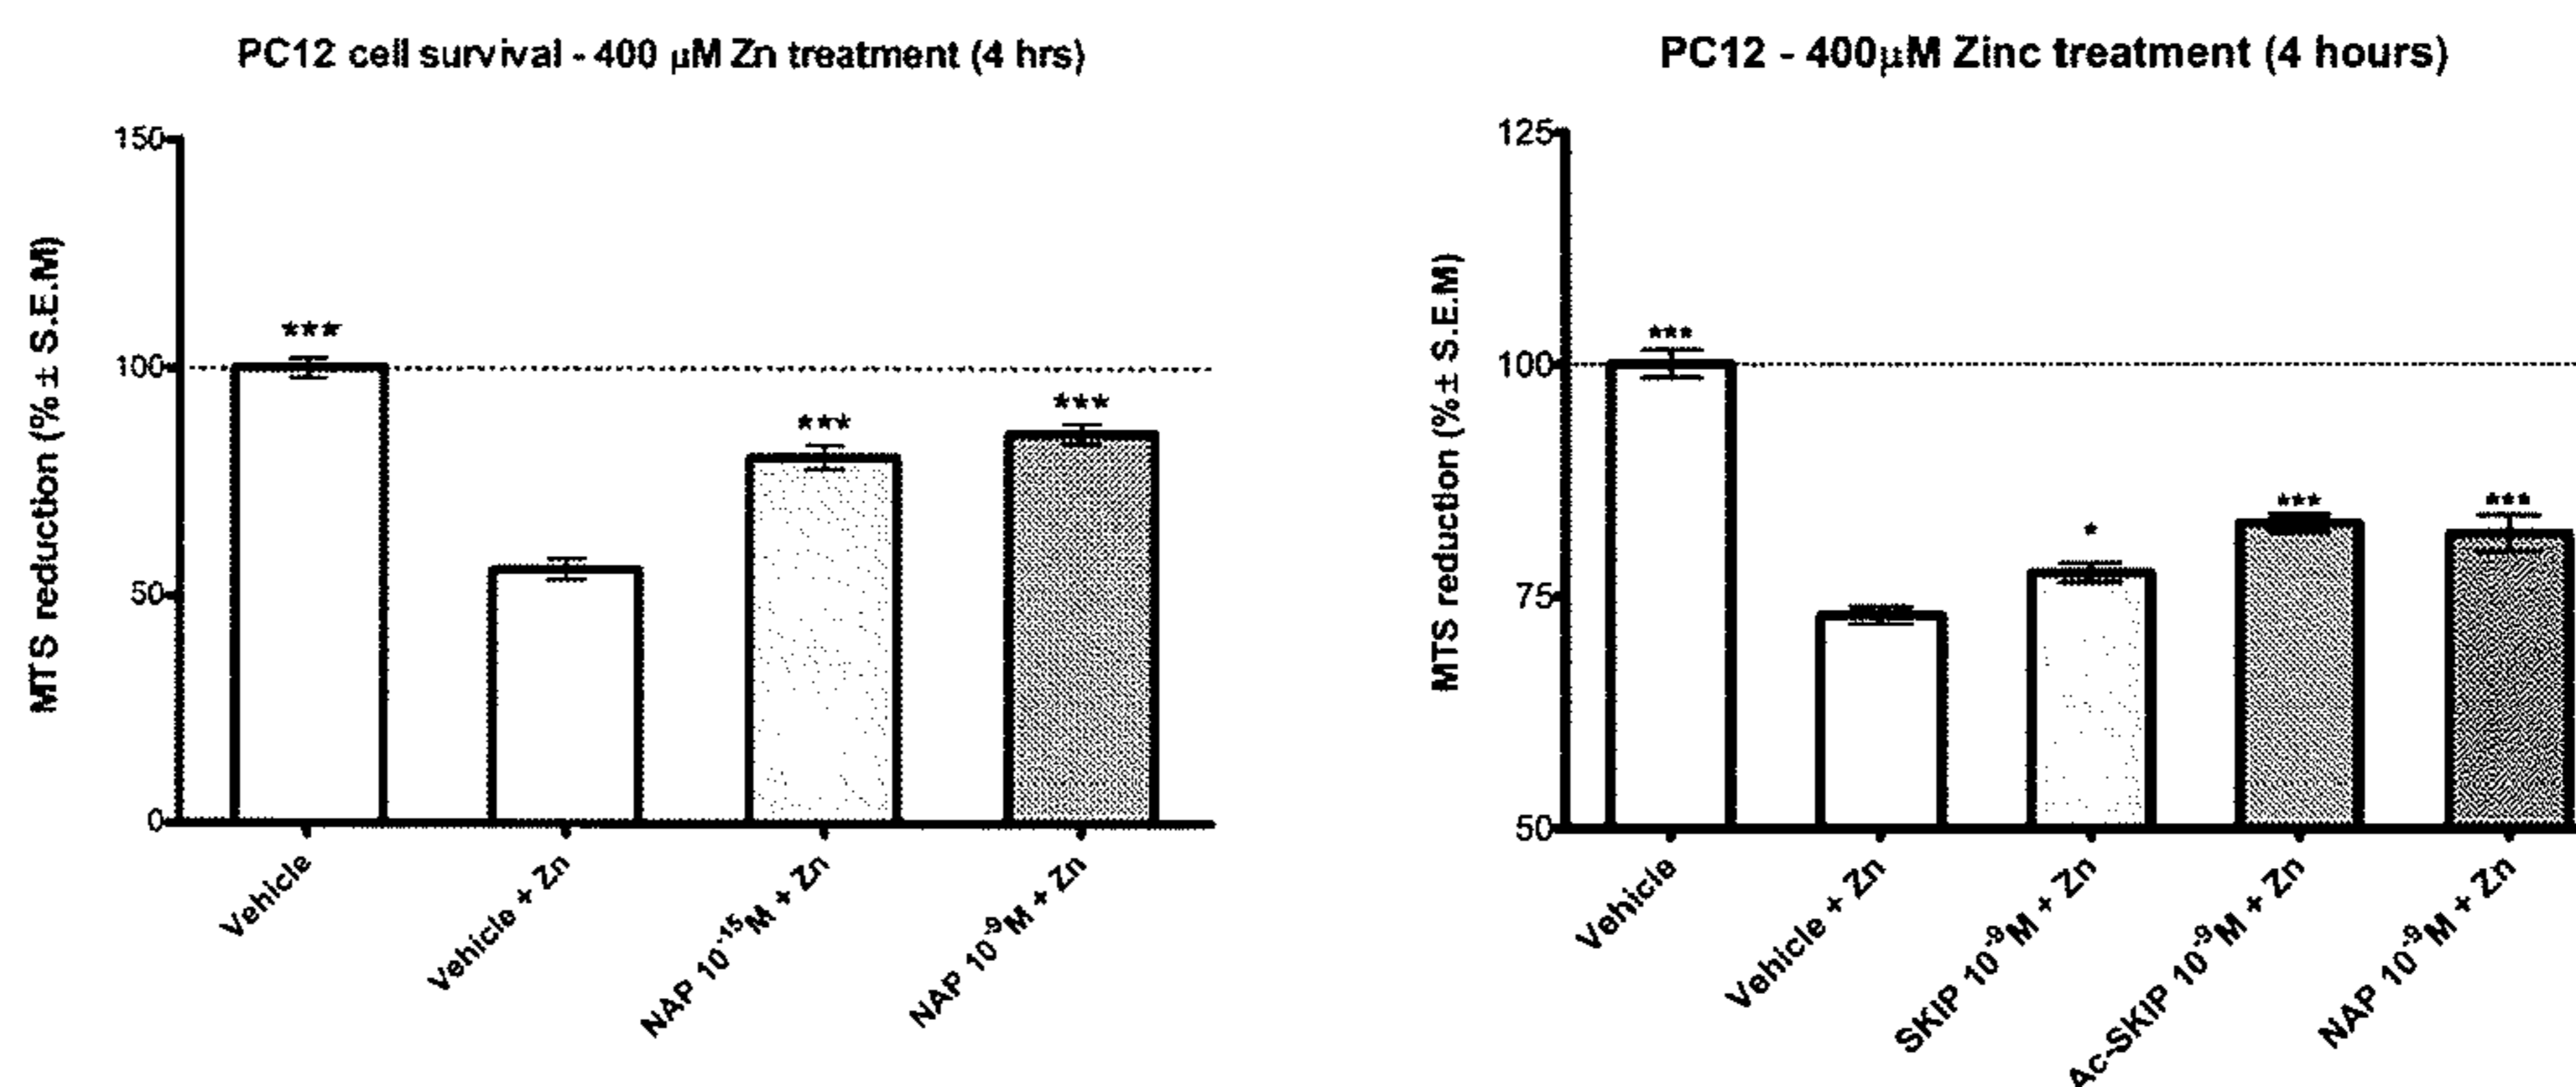 PC12 cell survival - 400 μM Zn treatment (4 hrs)
MTS reduction (% ± S.E.M)
150
100
50
0
***
***
***
Vehicle
Vehicle + Zn
NAP 10⁻¹⁵M + Zn
NAP 10⁻⁹M + Zn
PC12 - 400μM Zinc treatment (4 hours)
MTS reduction (% ± S.E.M)
125
100
75
50
***
*
***
***
Vehicle
Vehicle + Zn
SKIP 10⁻⁹M + Zn
Ac-SKIP 10⁻⁹M + Zn
NAP 10⁻⁹M + Zn